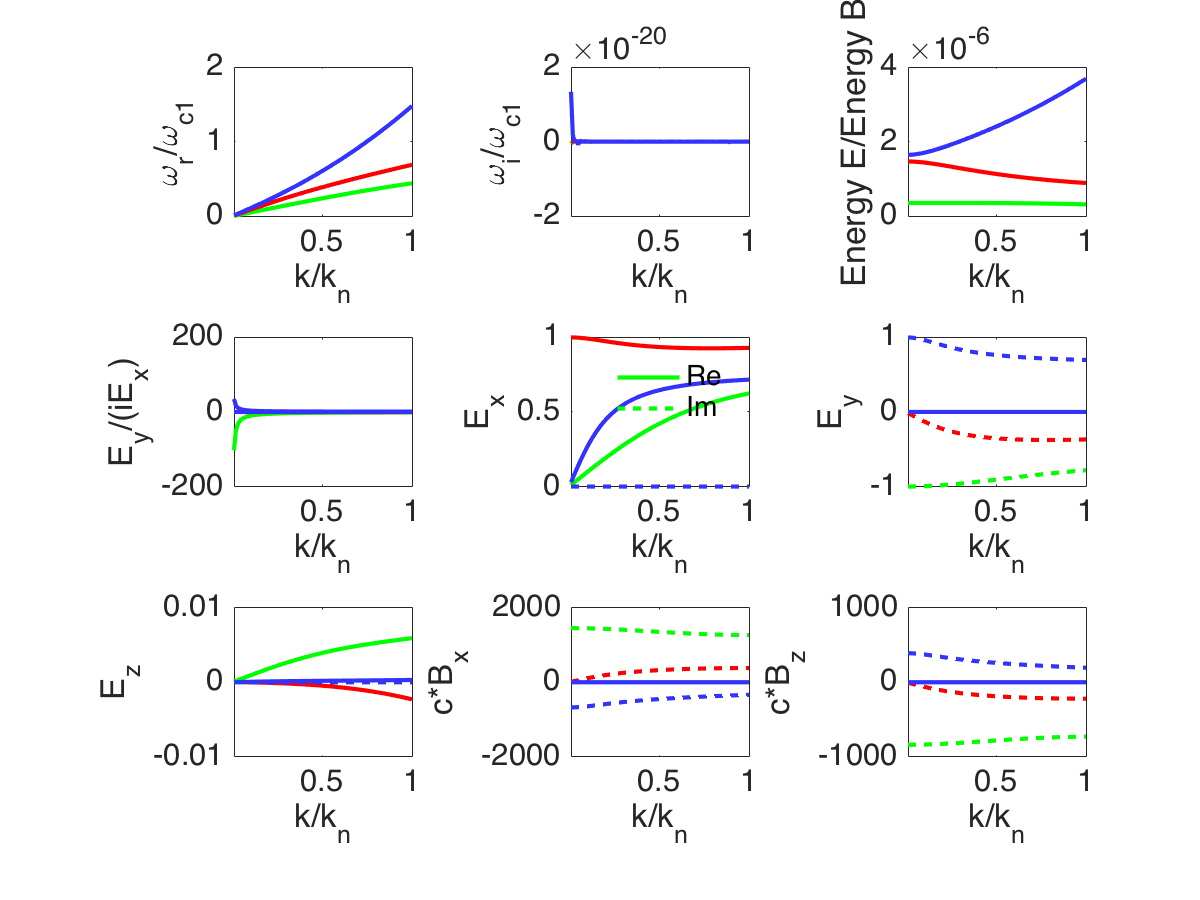 2
1
0
0.5 1
k/k_n
ω_r/ω_c1
×10^-20
2
0
-2
0.5 1
k/k_n
ω_i/ω_c1
×10^-6
4
2
0
0.5 1
k/k_n
Energy E/Energy B
200
0
-200
0.5 1
k/k_n
E_y/(iE_x)
1
0.5
0
0.5 1
k/k_n
E_x
Re
Im
1
0
-1
0.5 1
k/k_n
E_y
0.01
0
-0.01
0.5 1
k/k_n
E_z
2000
0
-2000
0.5 1
k/k_n
c*B_x
1000
0
-1000
0.5 1
k/k_n
c*B_z